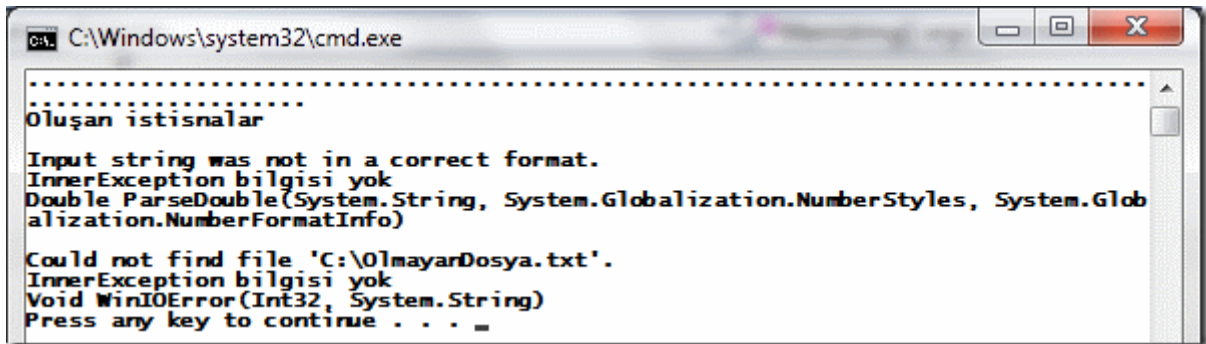 C:\Windows\system32\cmd.exe
................................................................................
....................
Oluşan istisnalar
Input string was not in a correct format.
InnerException bilgisi yok
Double ParseDouble(System.String, System.Globalization.NumberStyles, System.Glob
alization.NumberFormatInfo)
Could not find file 'C:\OlmayanDosya.txt'.
InnerException bilgisi yok
Void WinIOError(Int32, System.String)
Press any key to continue . . . _